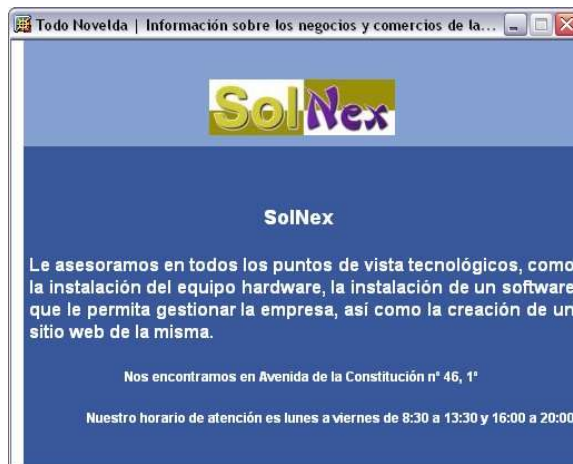 Todo Novelda | Información sobre los negocios y comercios de la...
SolNex
SolNex
Le asesoramos en todos los puntos de vista tecnológicos, como
la instalación del equipo hardware, la instalación de un software
que le permita gestionar la empresa, así como la creación de un
sitio web de la misma.
Nos encontramos en Avenida de la Constitución nº 46, 1º
Nuestro horario de atención es lunes a viernes de 8:30 a 13:30 y 16:00 a 20:00